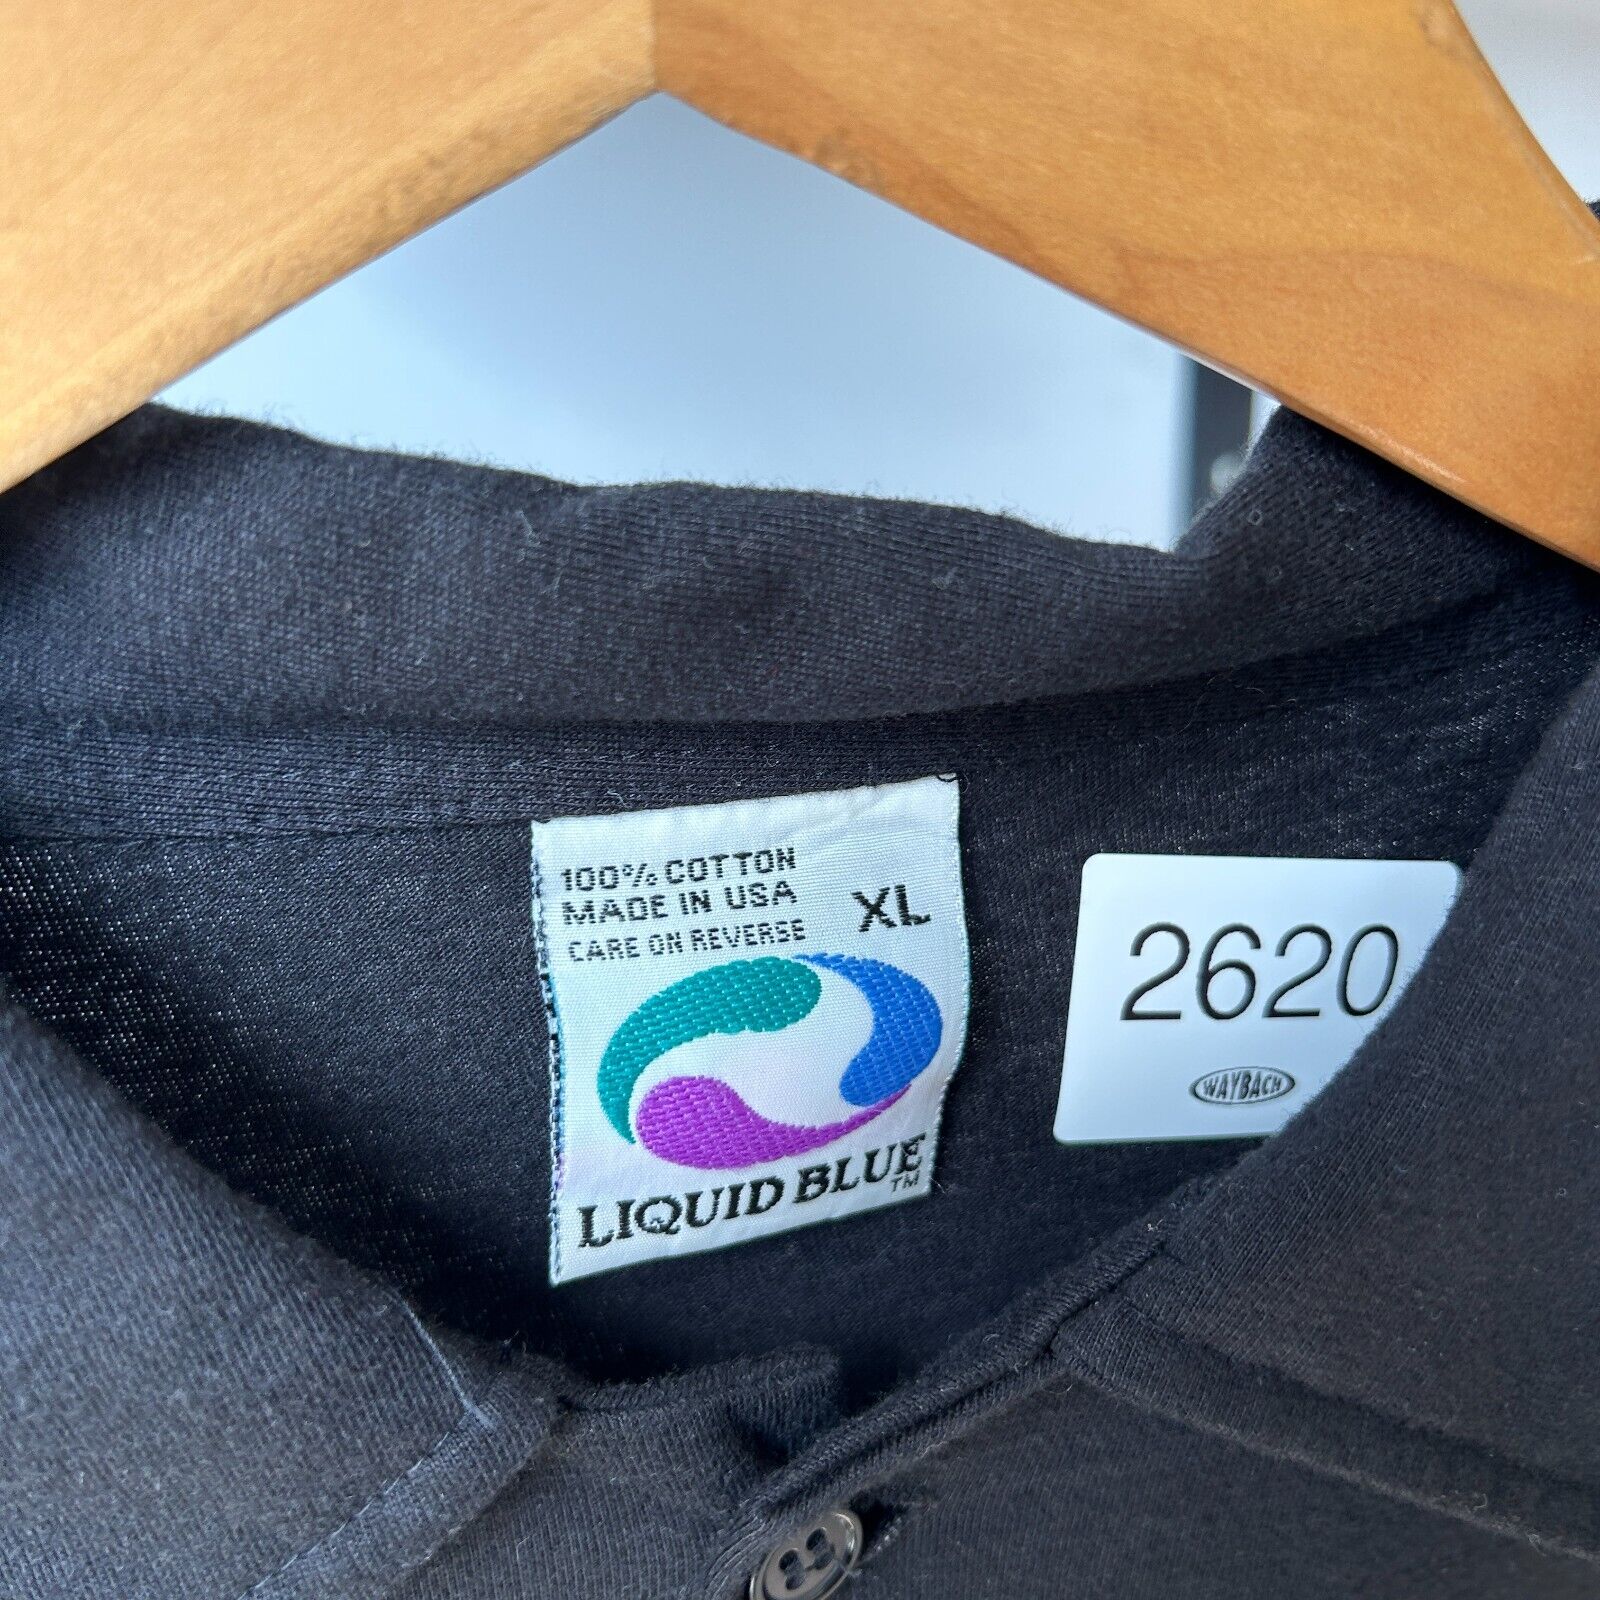 100% COTTON
MADE IN USA
CARE ON REVERSE
XL
LIQUID BLUE
TM
2620
WAYBACH